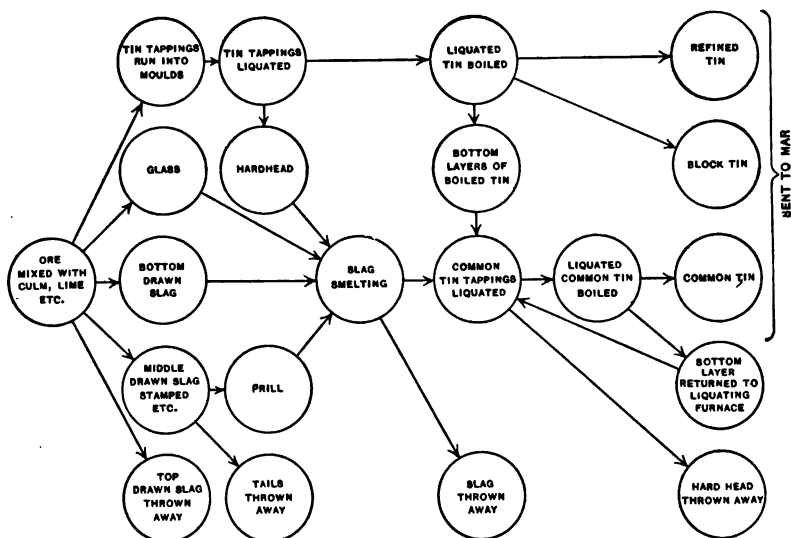 TIN TAPPINGS
RUN INTO
MOULDS
TIN TAPPINGS
LIQUATED
LIQUATED
TIN BOILED
REFINED
TIN
GLASS
HARDHEAD
BOTTOM
LAYERS OF
BOILED TIN
BLOCK TIN
SENT TO MAR
ORE
MIXED WITH
CULM, LIME
ETC.
BOTTOM
DRAWN
SLAG
SLAG
SMELTING
COMMON
TIN TAPPINGS
LIQUATED
LIQUATED
COMMON TIN
BOILED
COMMON TIN
MIDDLE
DRAWN SLAG
STAMPED
ETC.
PRILL
BOTTOM
LAYER
RETURNED TO
LIQUATING
FURNACE
TOP
DRAWN SLAG
THROWN
AWAY
TAILS
THROWN
AWAY
SLAG
THROWN
AWAY
HARD HEAD
THROWN AWAY